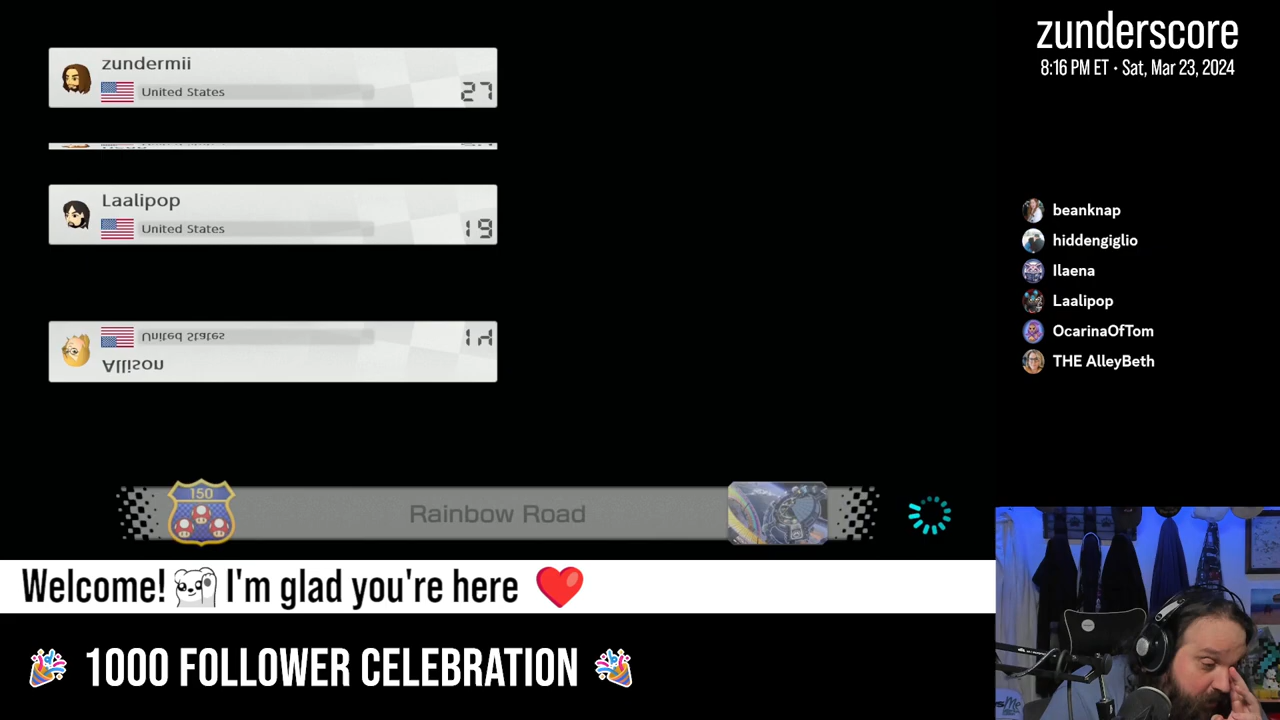 zunderscore
8:16 PM ET • Sat, Mar 23, 2024
zundermii
United States
27
Laalipop
United States
19
United States
14
Allison
beanknap
hiddengiglio
Ilaena
Laalipop
OcarinaOfTom
THE AlleyBeth
150
Rainbow Road
Welcome! I'm glad you're here
1000 FOLLOWER CELEBRATION